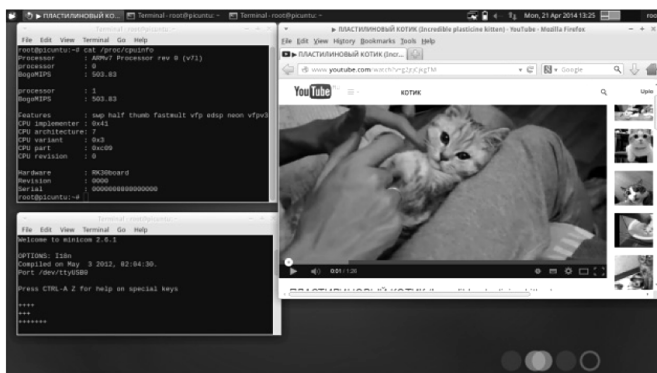 ▶ ПЛАСТИЛИНОВЫЙ КО...
Terminal - root@picuntu: ~
Terminal - root@picuntu: ~
Mon, 21 Apr 2014 13:25
Terminal - root@picuntu: ~
File Edit View Terminal Go Help
root@picuntu:~# cat /proc/cpuinfo
Processor : ARMv7 Processor rev 0 (v7l)
processor : 0
BogoMIPS : 503.83
processor : 1
BogoMIPS : 503.83
Features : swp half thumb fastmult vfp edsp neon vfpv3
CPU implementer : 0x41
CPU architecture: 7
CPU variant : 0x3
CPU part : 0xc09
CPU revision : 0
Hardware : RK30board
Revision : 0000
Serial : 0000000000000000
root@picuntu:~#
Terminal - root@picuntu: ~
File Edit View Terminal Go Help
Welcome to minicom 2.6.1
OPTIONS: I18n
Compiled on May 3 2012, 02:04:30.
Port /dev/ttyUSB0
Press CTRL-A Z for help on special keys
++++
+++
+++++++
▶ ПЛАСТИЛИНОВЫЙ КОТИК (Incredible plasticine kitten) - YouTube - Mozilla Firefox
File Edit View History Bookmarks Tools Help
▶ ПЛАСТИЛИНОВЫЙ КОТИК (Incr...
www.youtube.com
Google
YouTube
котик
Uplo
0:01 / 1:26